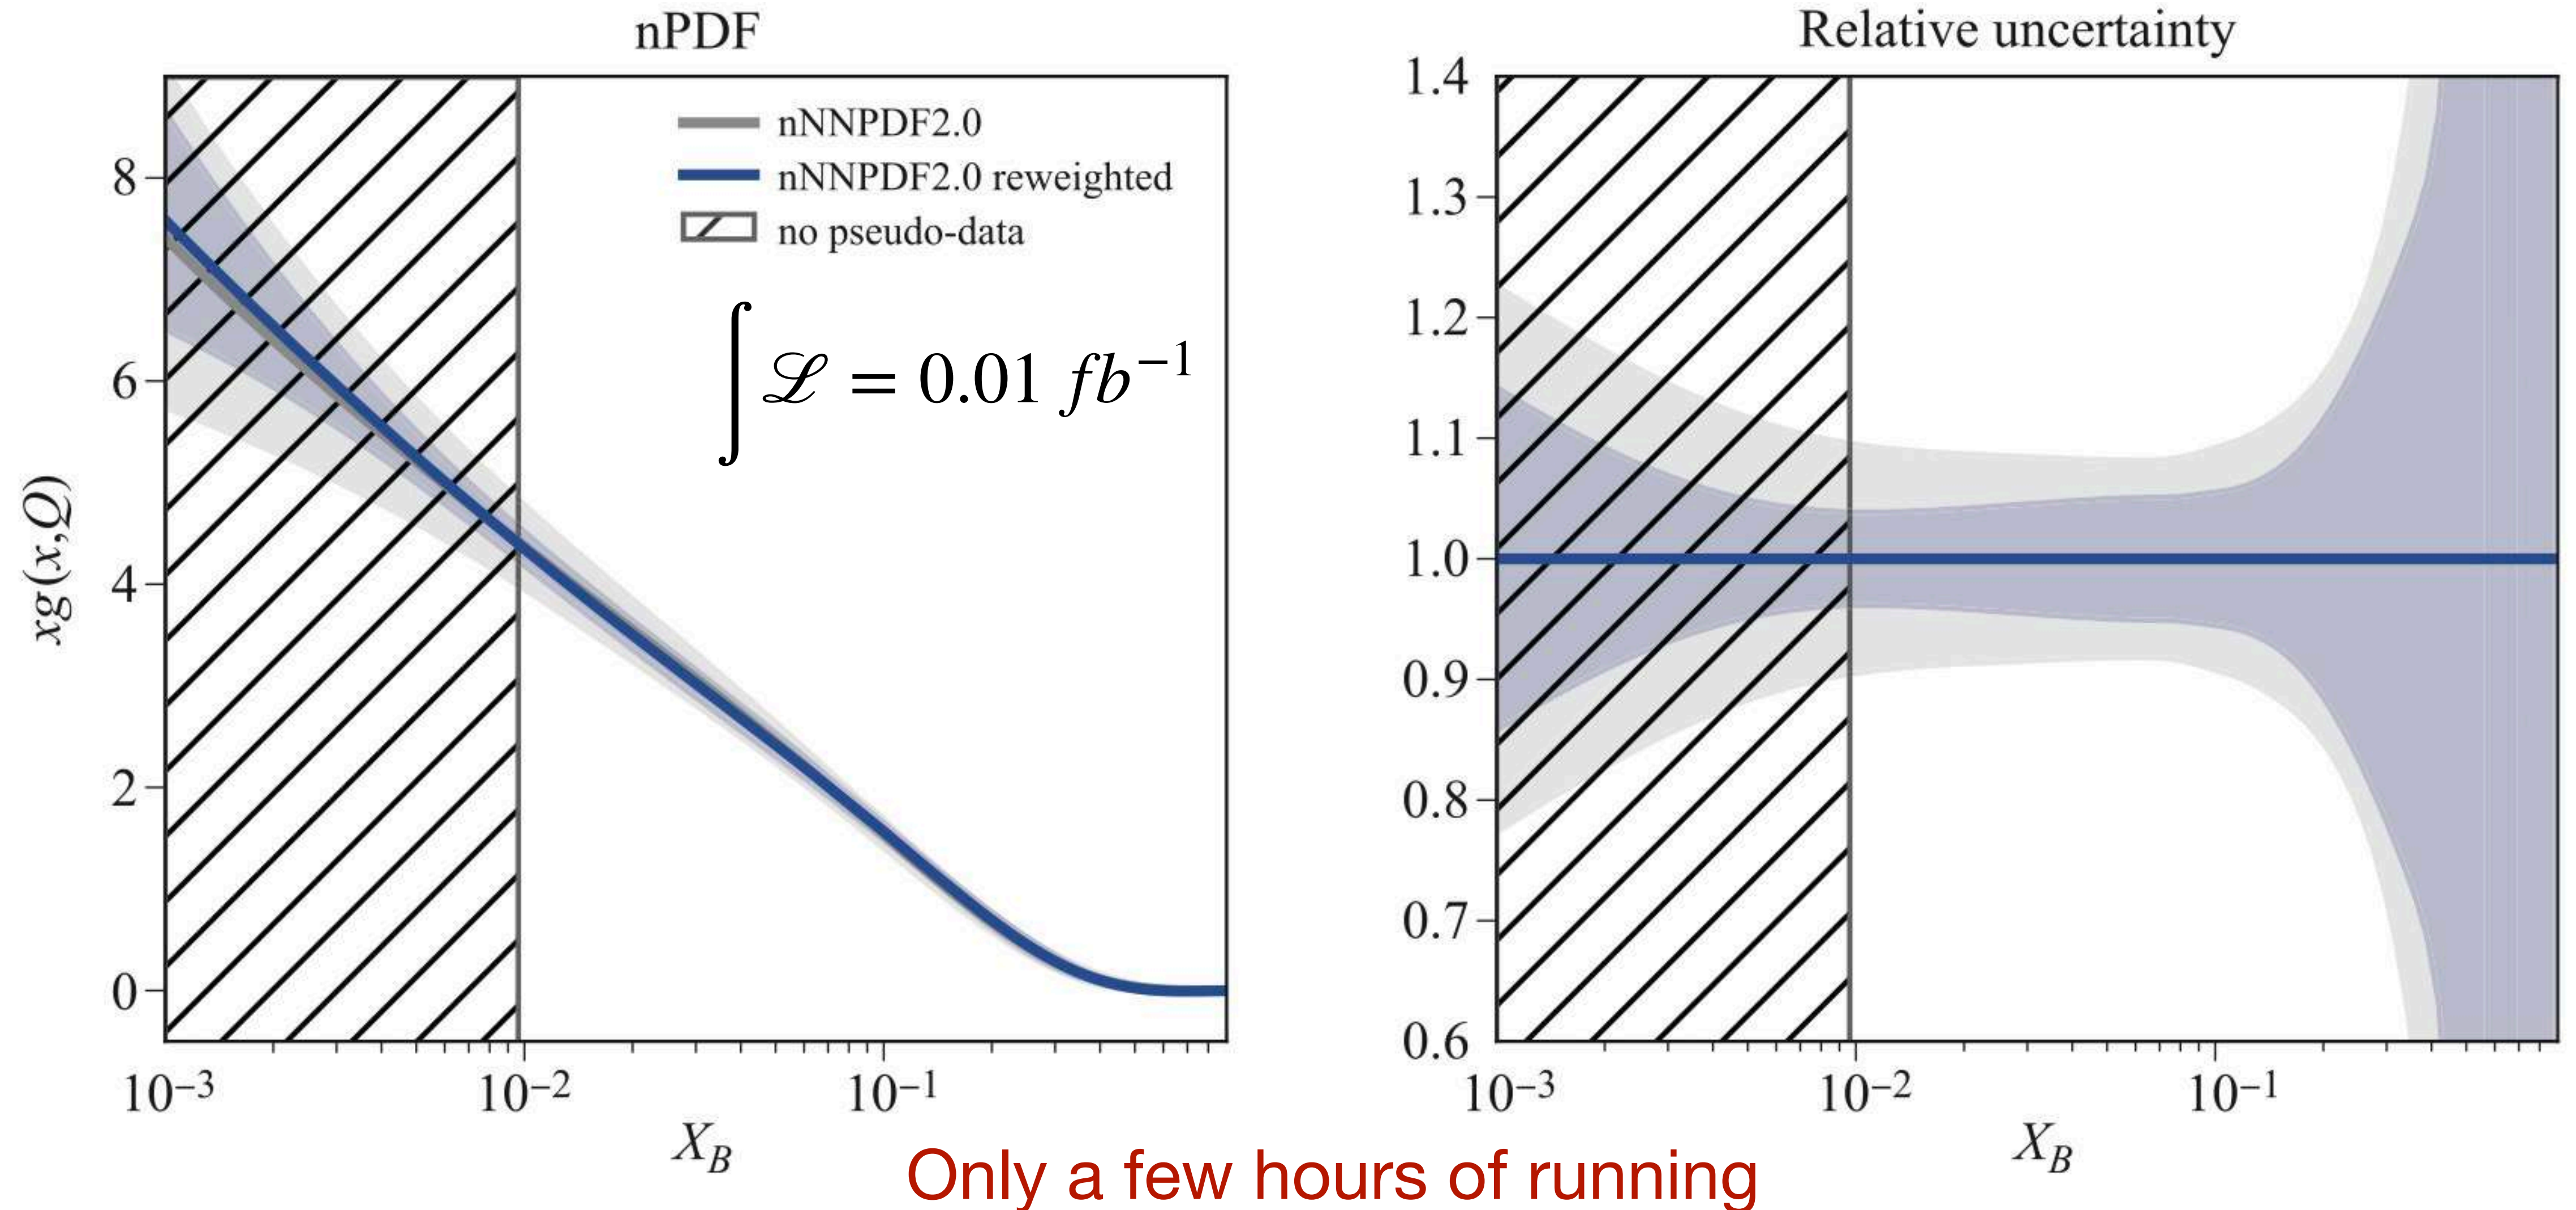 nPDF
nNNPDF2.0
nNNPDF2.0 reweighted
no pseudo-data
∫ ℒ = 0.01 fb⁻¹
8
6
4
2
0
xg(x,Q)
10⁻³
10⁻²
10⁻¹
X_B
Relative uncertainty
1.4
1.3
1.2
1.1
1.0
0.9
0.8
0.7
0.6
10⁻³
10⁻²
10⁻¹
X_B
Only a few hours of running